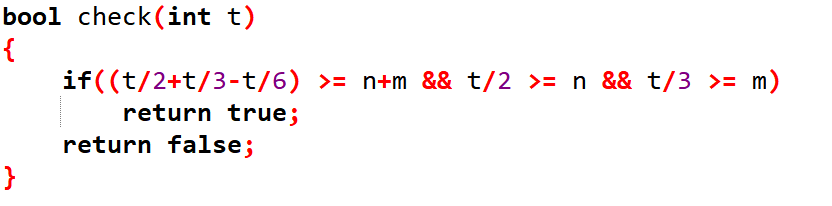 bool check(int t)
{
    if((t/2+t/3-t/6) >= n+m && t/2 >= n && t/3 >= m)
        return true;
    return false;
}